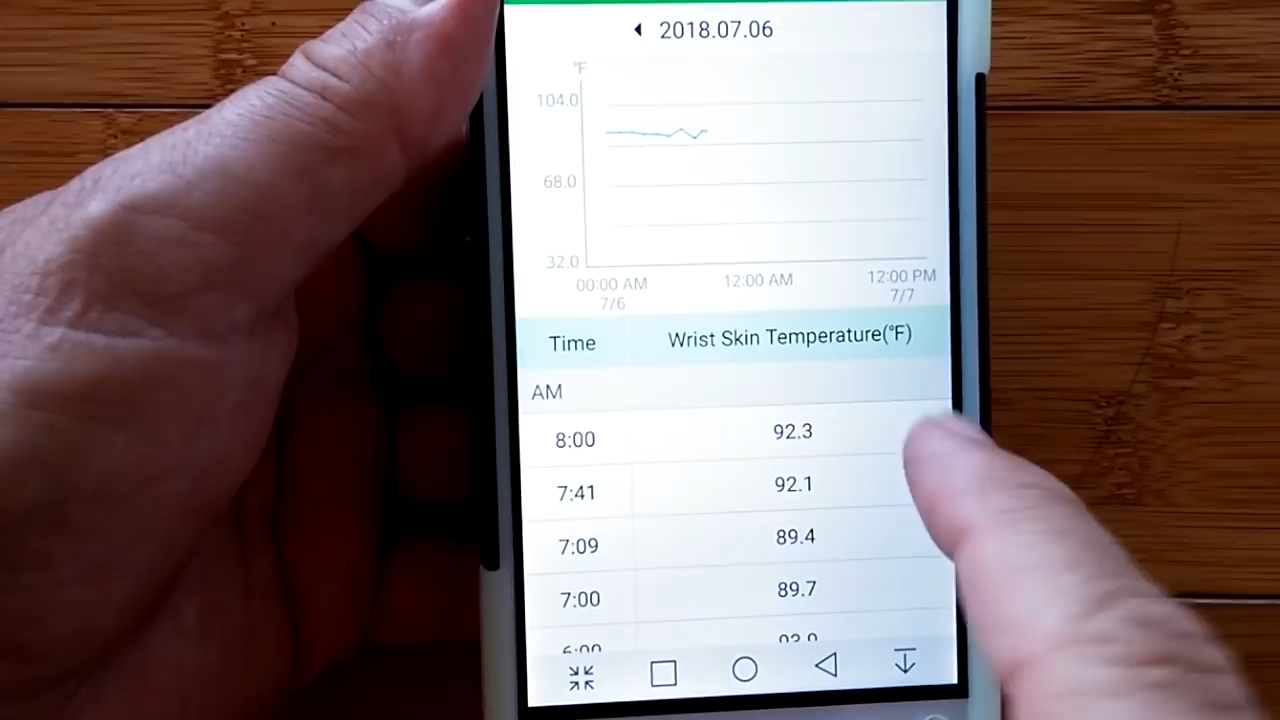 2018.07.06
°F
104.0
68.0
32.0
00:00 AM 12:00 AM 12:00 PM
7/6 7/7
Time Wrist Skin Temperature(°F)
AM
8:00 92.3
7:41 92.1
7:09 89.4
7:00 89.7
6:00